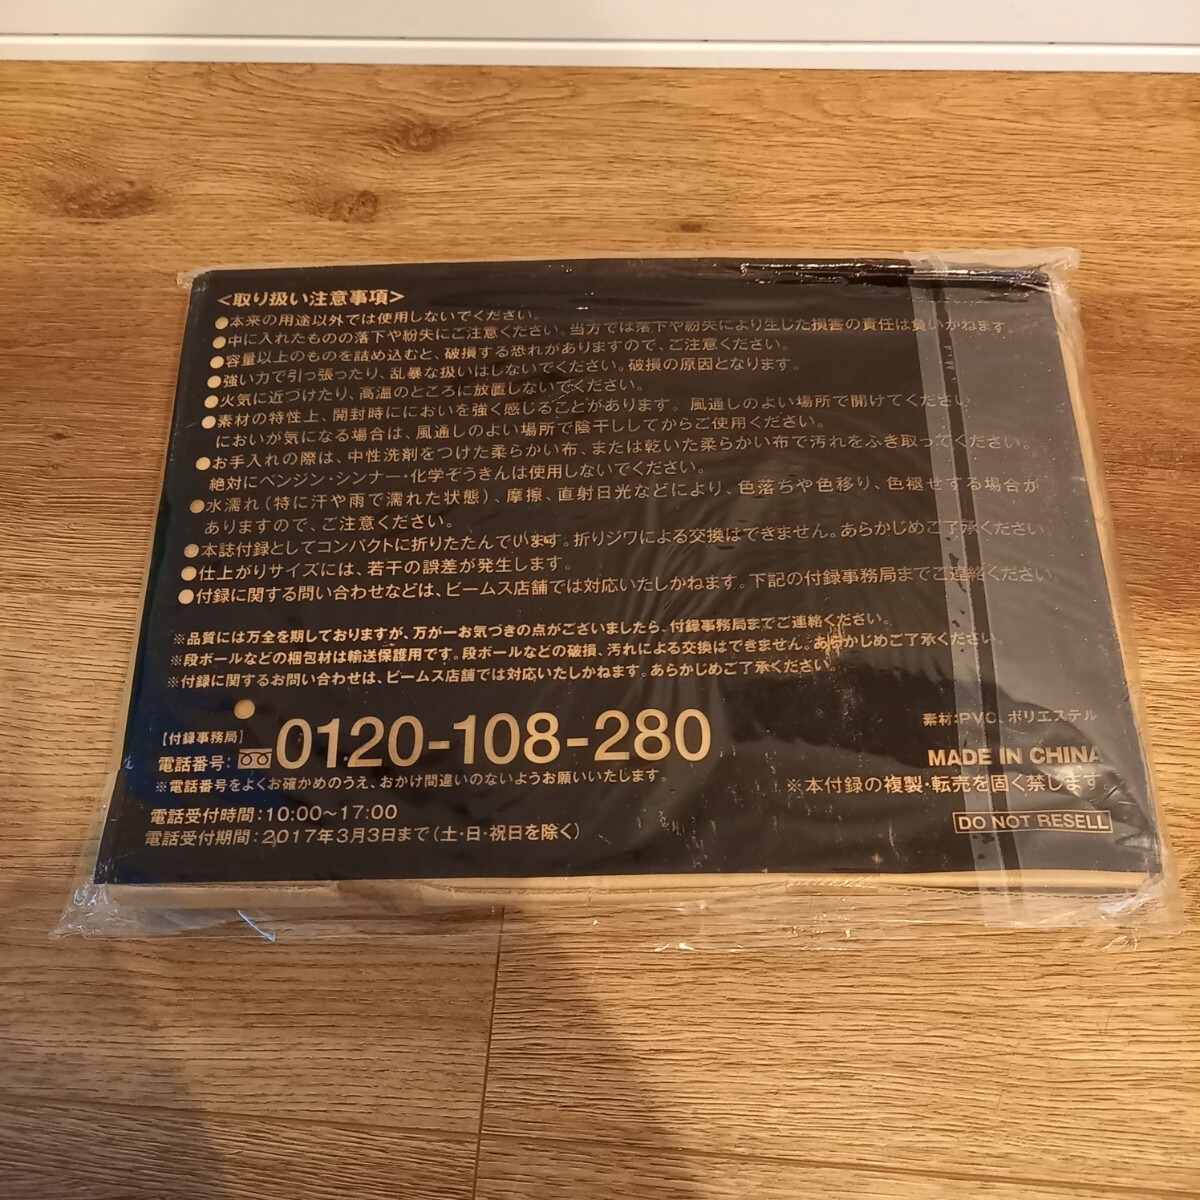 <取り扱い注意事項>
●本来の用途以外では使用しないでください。
●中に入れたものの落下や紛失にご注意ください。当方では落下や紛失により生じた損害の責任は負いかねます。
●容量以上のものを詰め込むと、破損する恐れがありますので、ご注意ください。
●強い力で引っ張ったり、乱暴な扱いはしないでください。破損の原因となります。
●火気に近づけたり、高温のところに放置しないでください。
●素材の特性上、開封時ににおいを強く感じることがあります。風通しのよい場所で開けてください。
においが気になる場合は、風通しのよい場所で陰干ししてからご使用ください。
●お手入れの際は、中性洗剤をつけた柔らかい布、または乾いた柔らかい布で汚れをふき取ってください。
絶対にベンジン・シンナー・化学ぞうきんは使用しないでください。
●水濡れ(特に汗や雨で濡れた状態)、摩擦、直射日光などにより、色落ちや色移り、色褪せする場合が
ありますので、ご注意ください。
●本誌付録としてコンパクトに折りたたんでいます。折りジワによる交換はできません。あらかじめご了承ください
●仕上がりサイズには、若干の誤差が発生します。
●付録に関する問い合わせなどは、ビームス店舗では対応いたしかねます。下記の付録事務局までご連絡ください
※品質には万全を期しておりますが、万が一お気づきの点がございましたら、付録事務局までご連絡ください。
※段ボールなどの梱包材は輸送保護用です。段ボールなどの破損、汚れによる交換はできません。あらかじめご了承ください。
※付録に関するお問い合わせは、ビームス店舗では対応いたしかねます。あらかじめご了承ください。
【付録事務局】
電話番号:0120-108-280
※電話番号をよくお確かめのうえ、おかけ間違いのないようお願いいたします。
電話受付時間:10:00〜17:00
電話受付期間:2017年3月3日まで(土・日・祝日を除く)
素材:PVC、ポリエステル
MADE IN CHINA
※本付録の複製・転売を固く禁じます
DO NOT RESELL